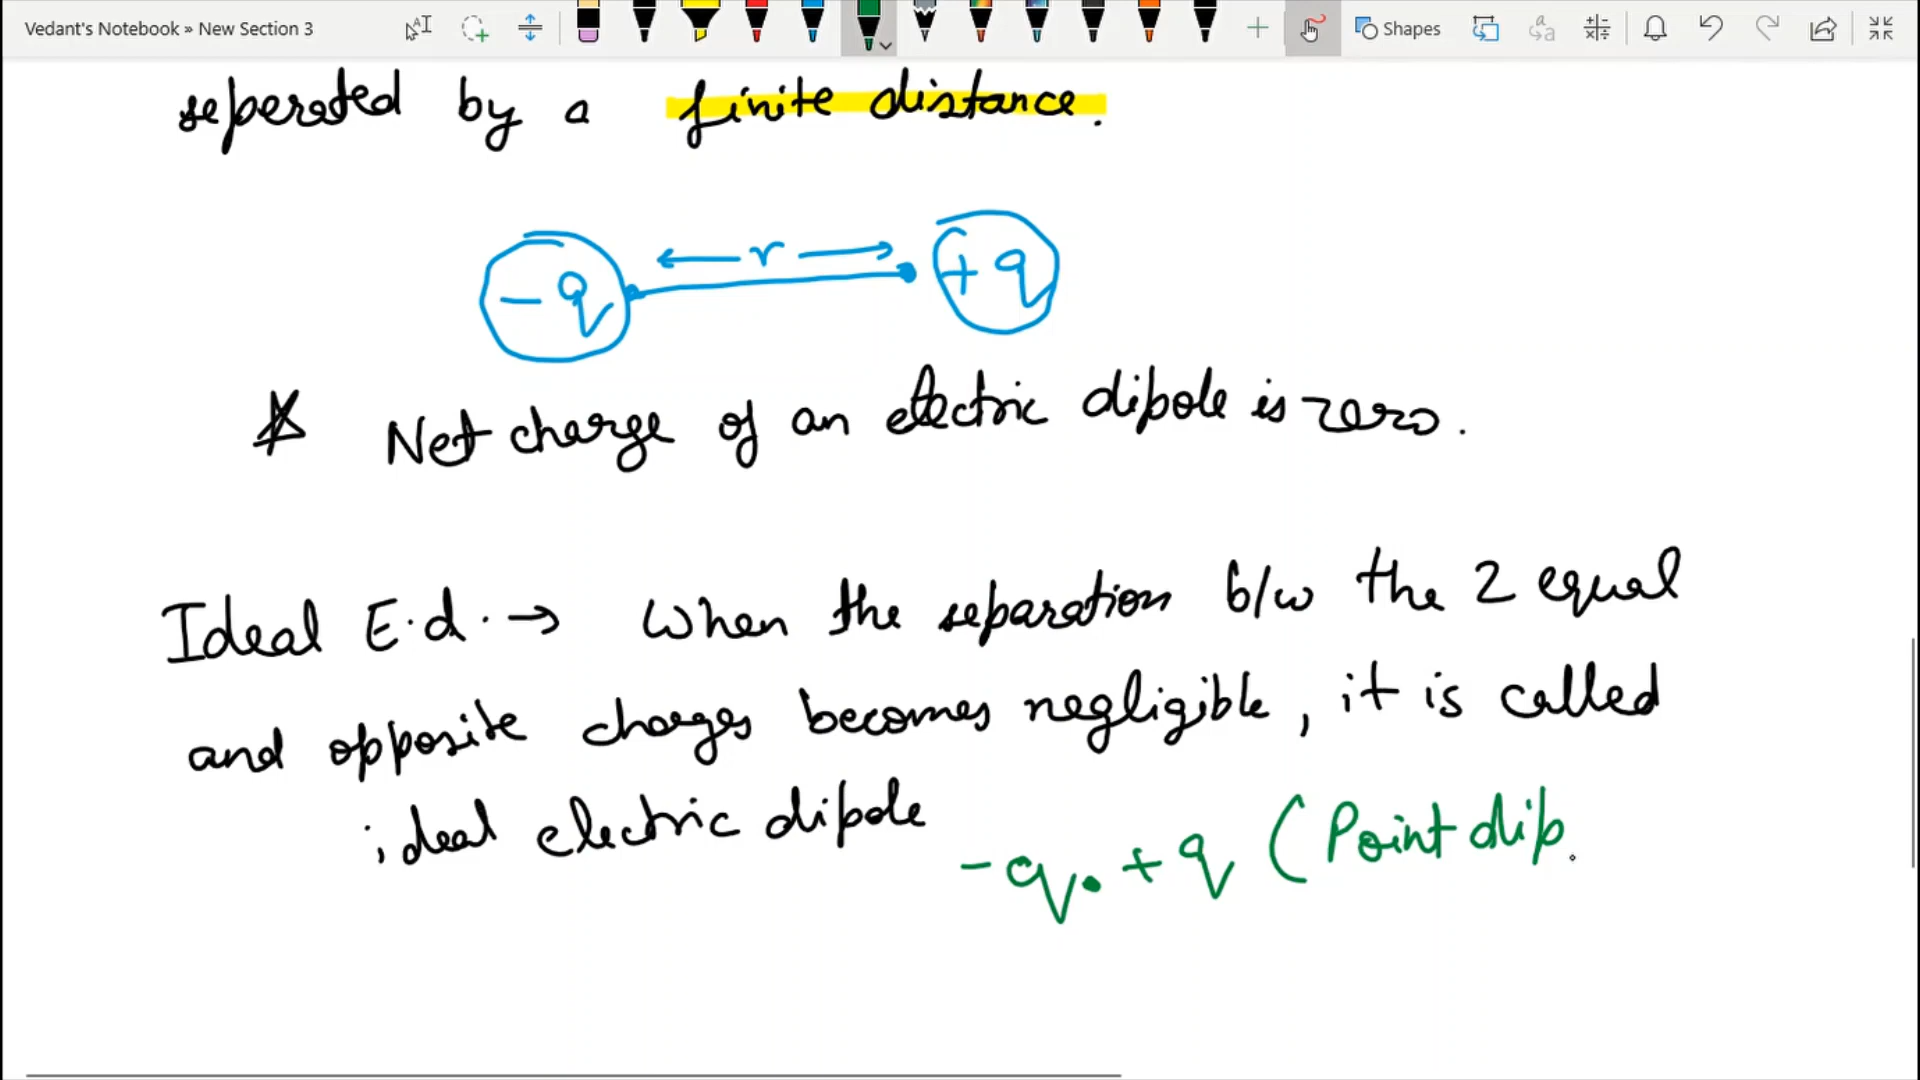 Vedant's Notebook » New Section 3
Shapes
seperated by a finite distance.
- q ← r → + q
Net charge of an electric dipole is zero.
Ideal E.d. → When the separation b/w the 2 equal
and opposite charges becomes negligible, it is called
ideal electric dipole
- q . + q (Point dip